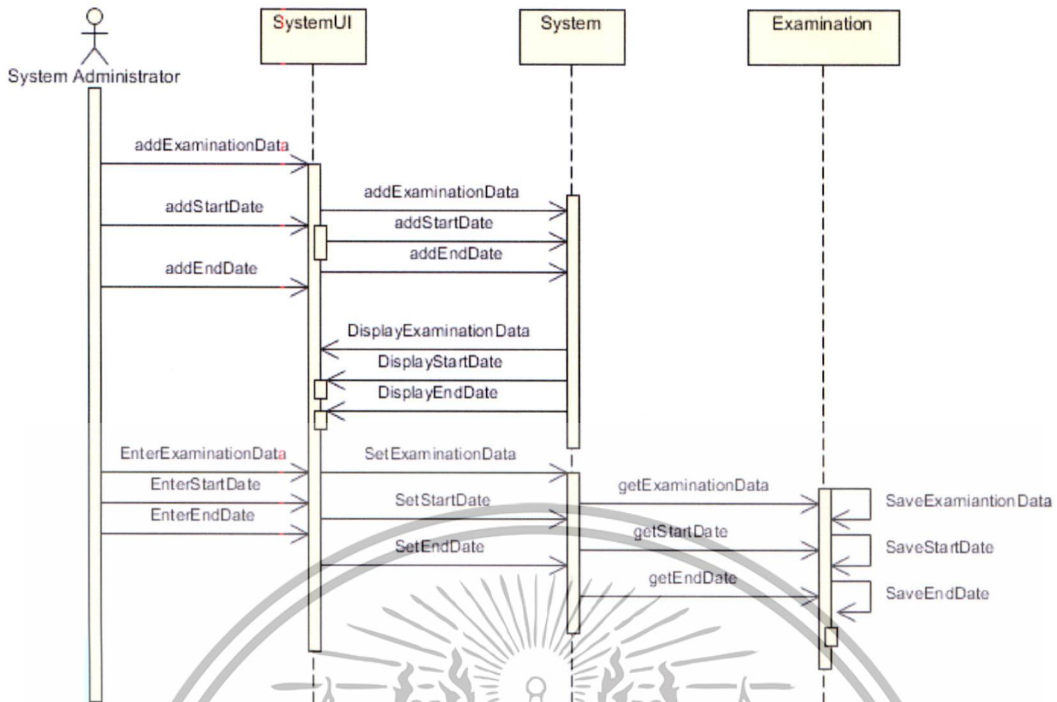 SystemUI
System
Examination
System Administrator
addExaminationData
addExaminationData
addStartDate
addStartDate
addEndDate
addEndDate
DisplayExaminationData
DisplayStartDate
DisplayEndDate
EnterExaminationData
SetExaminationData
EnterStartDate
getExaminationData
SaveExamiantionData
SetStartDate
EnterEndDate
getStartDate
SetEndDate
SaveStartDate
getEndDate
SaveEndDate